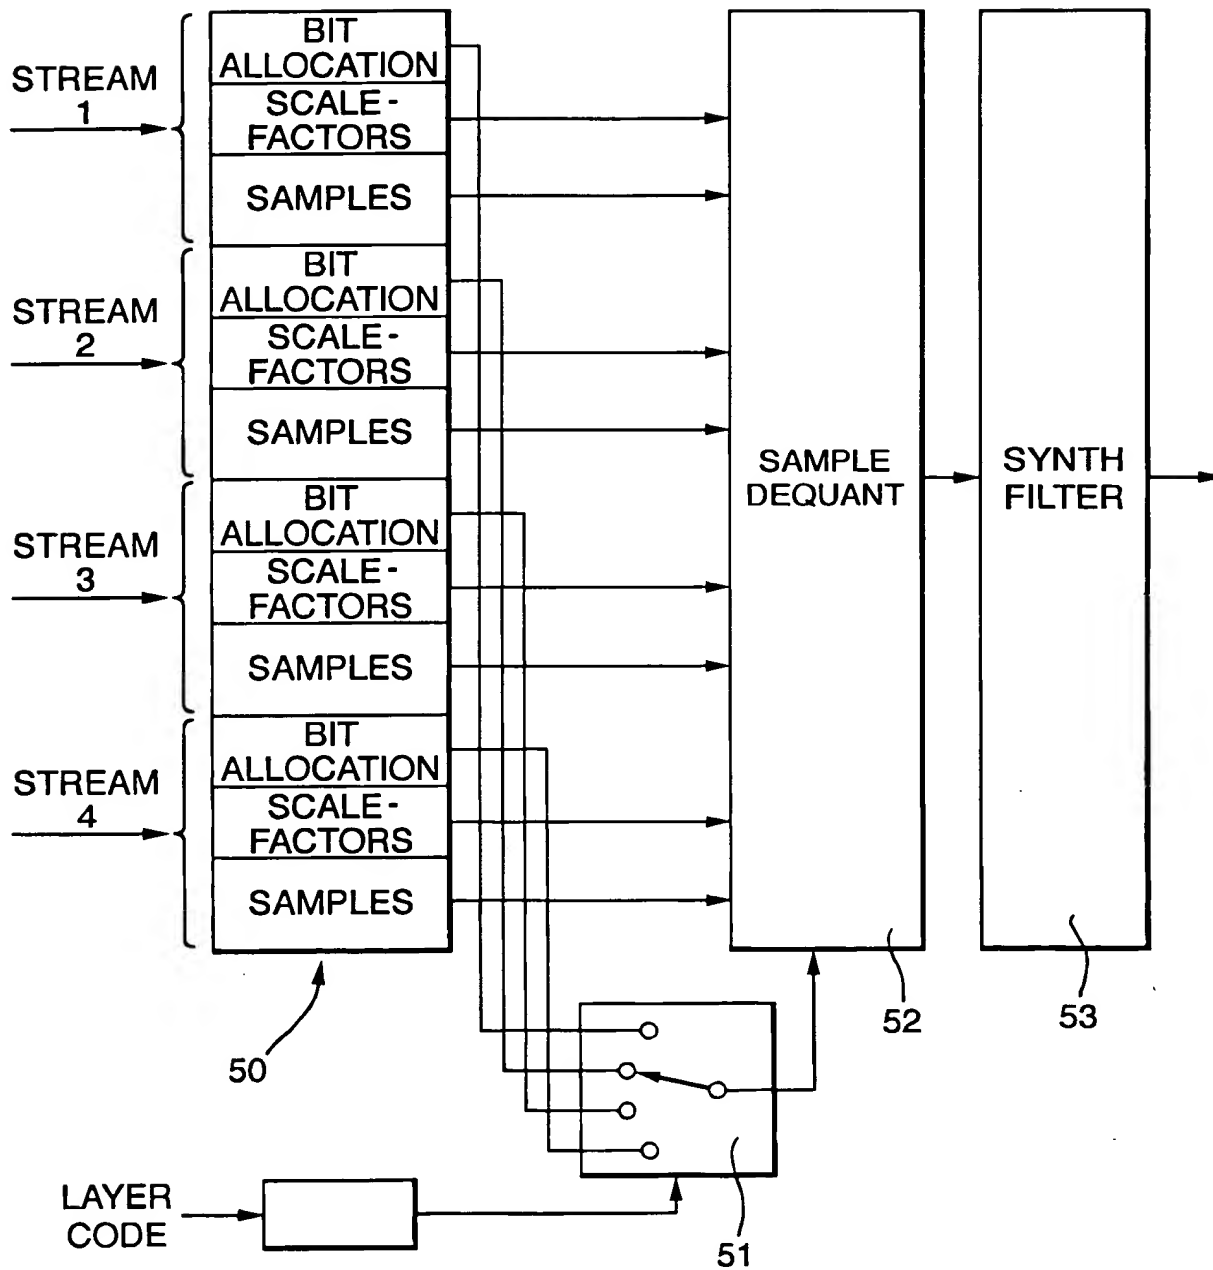 STREAM
1
BIT
ALLOCATION
SCALE-
FACTORS
SAMPLES
STREAM
2
BIT
ALLOCATION
SCALE-
FACTORS
SAMPLES
STREAM
3
BIT
ALLOCATION
SCALE-
FACTORS
SAMPLES
STREAM
4
BIT
ALLOCATION
SCALE-
FACTORS
SAMPLES
SAMPLE
DEQUANT
SYNTH
FILTER
50
52
53
51
LAYER
CODE